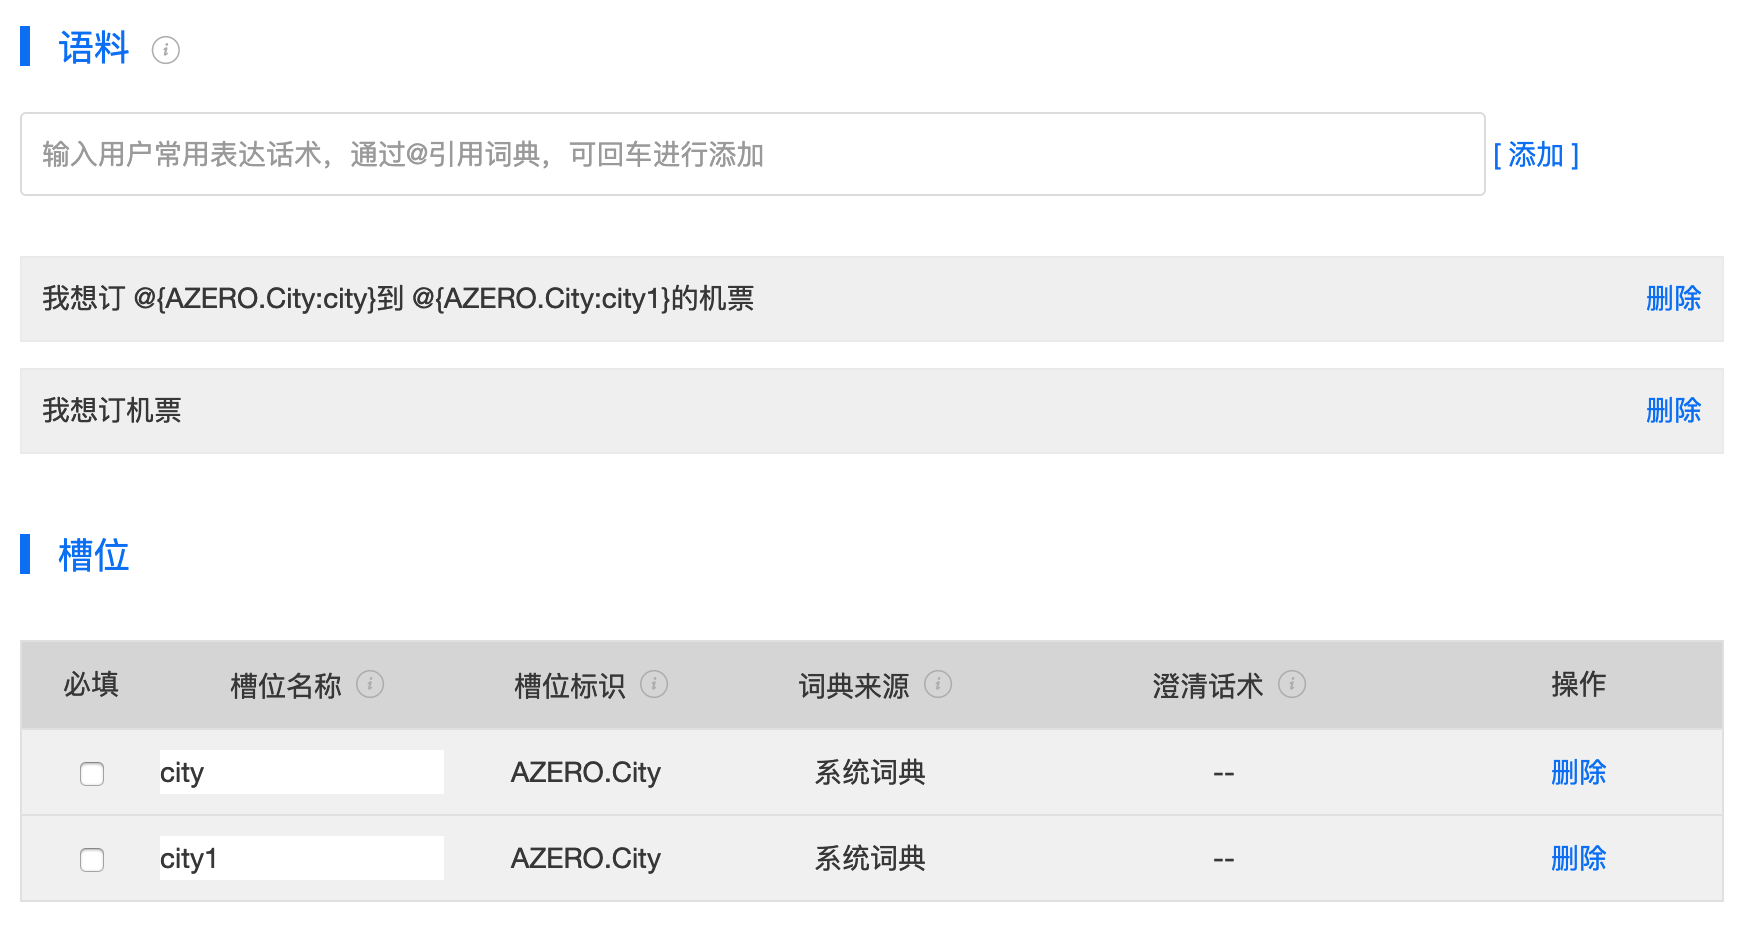 语料
输入用户常用表达话术，通过@引用词典，可回车进行添加 [ 添加 ]
我想订 @{AZERO.City:city}到 @{AZERO.City:city1}的机票 删除
我想订机票 删除
槽位
必填 槽位名称 槽位标识 词典来源 澄清话术 操作
city AZERO.City 系统词典 -- 删除
city1 AZERO.City 系统词典 -- 删除